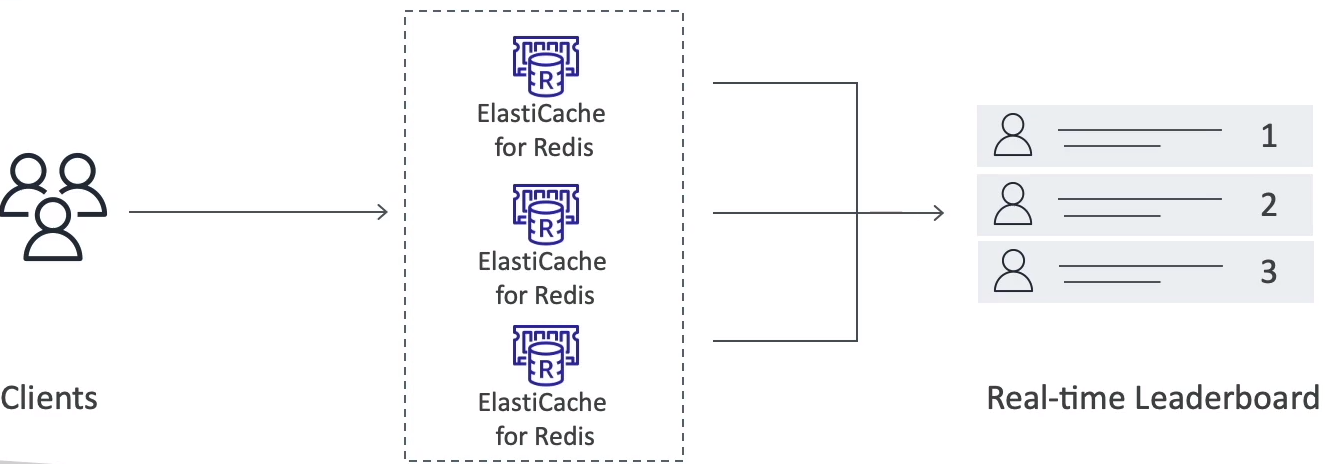 R
ElastiCache
for Redis
R
ElastiCache
for Redis
R
ElastiCache
for Redis
1
2
3
Clients
Real-time Leaderboard